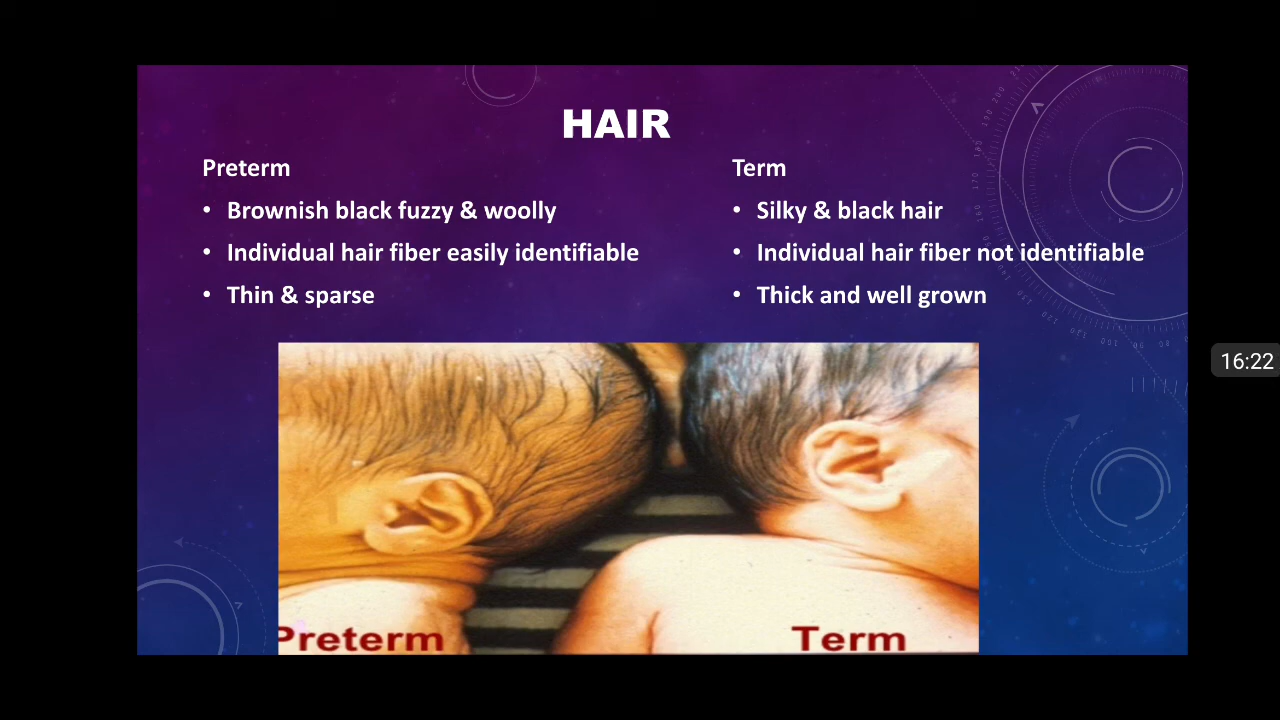 HAIR
Preterm
• Brownish black fuzzy & woolly
• Individual hair fiber easily identifiable
• Thin & sparse
Term
• Silky & black hair
• Individual hair fiber not identifiable
• Thick and well grown
Preterm
Term
16:22